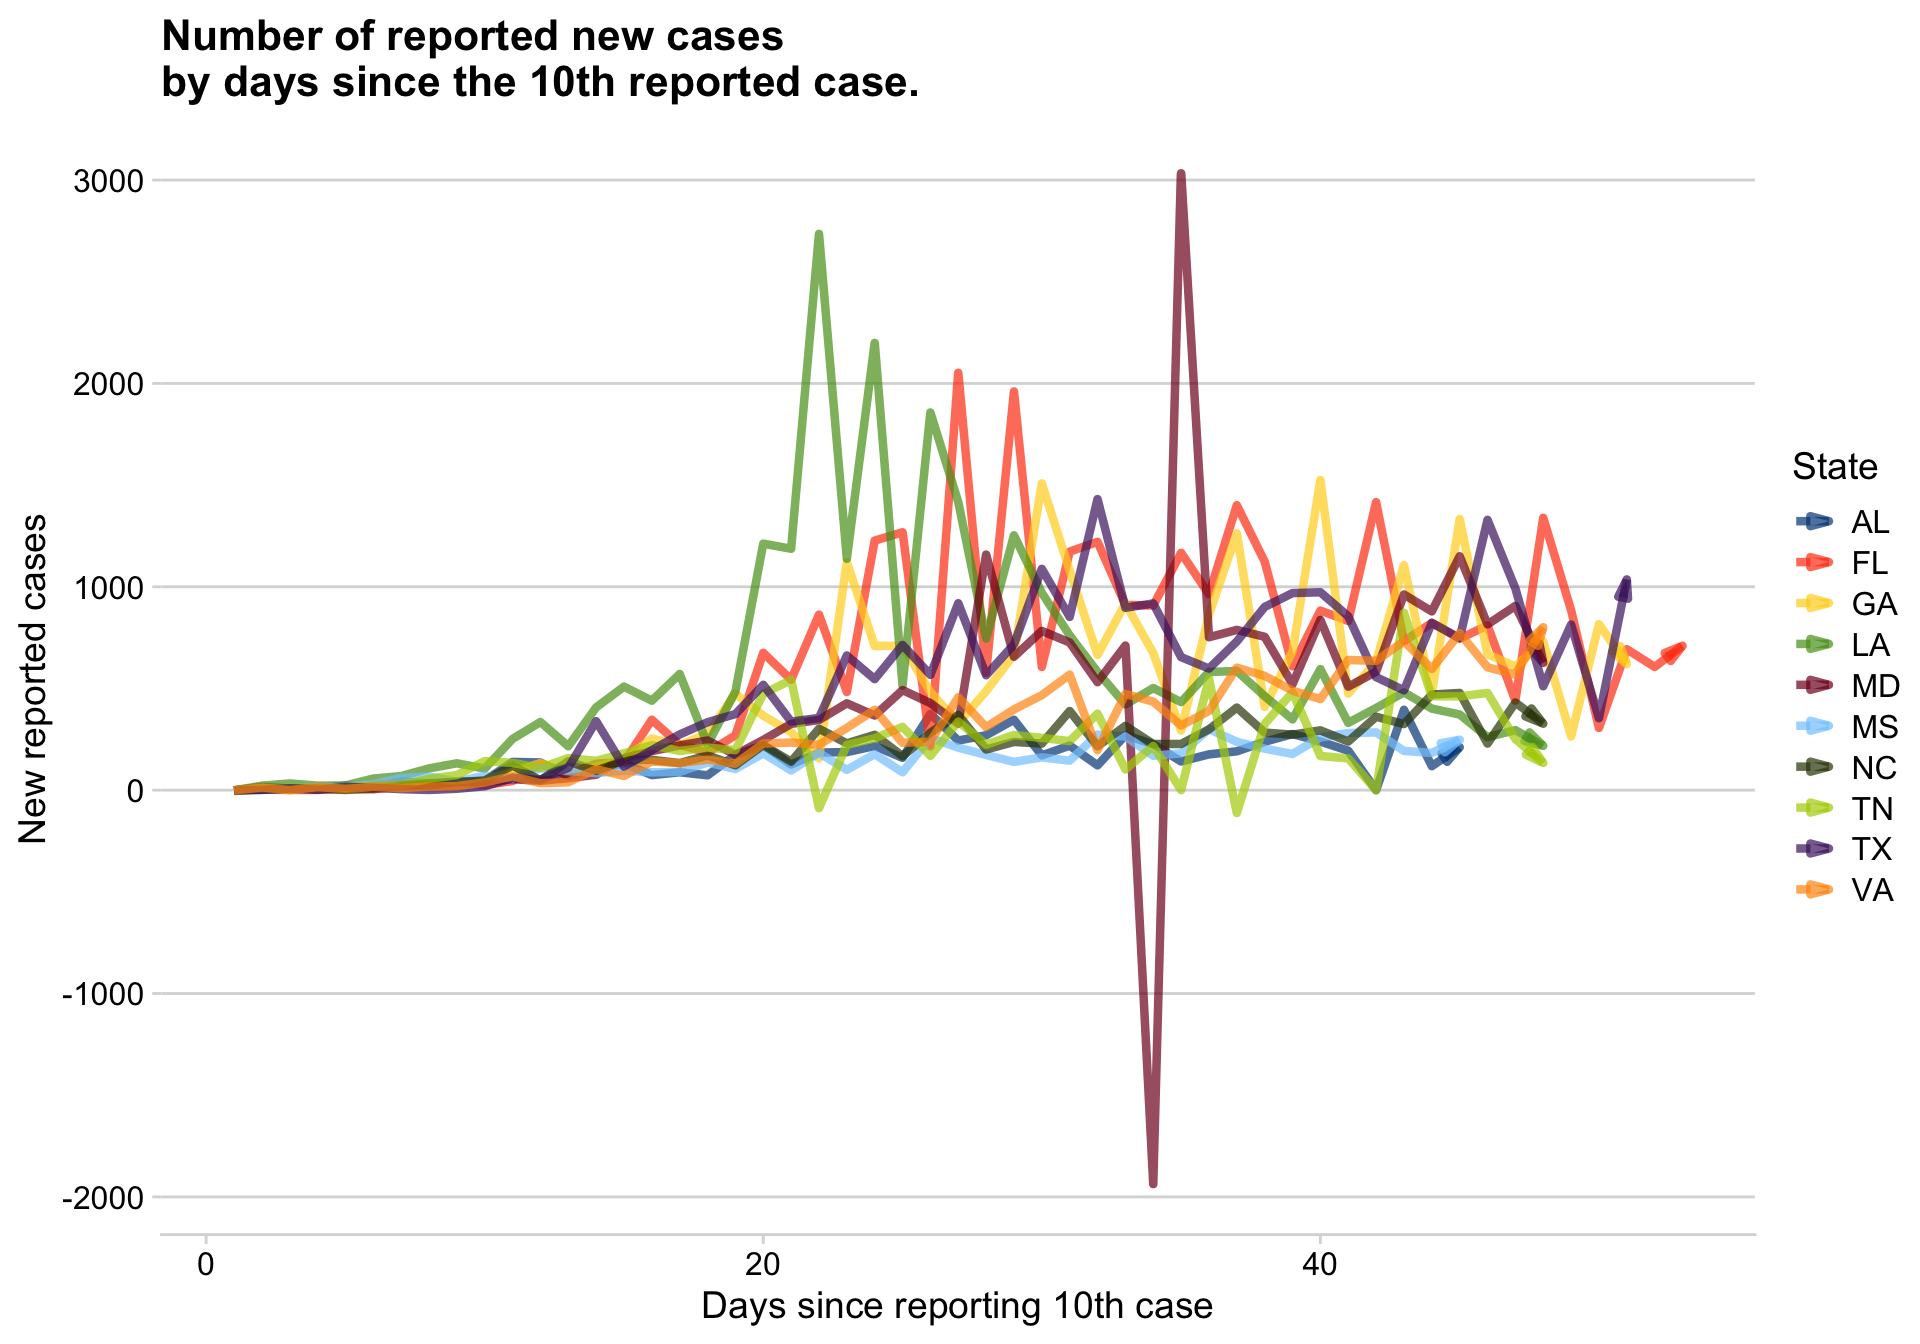 Number of reported new cases
by days since the 10th reported case.
3000
2000
1000
0
-1000
-2000
New reported cases
0
20
40
Days since reporting 10th case
State
AL
FL
GA
LA
MD
MS
NC
TN
TX
VA